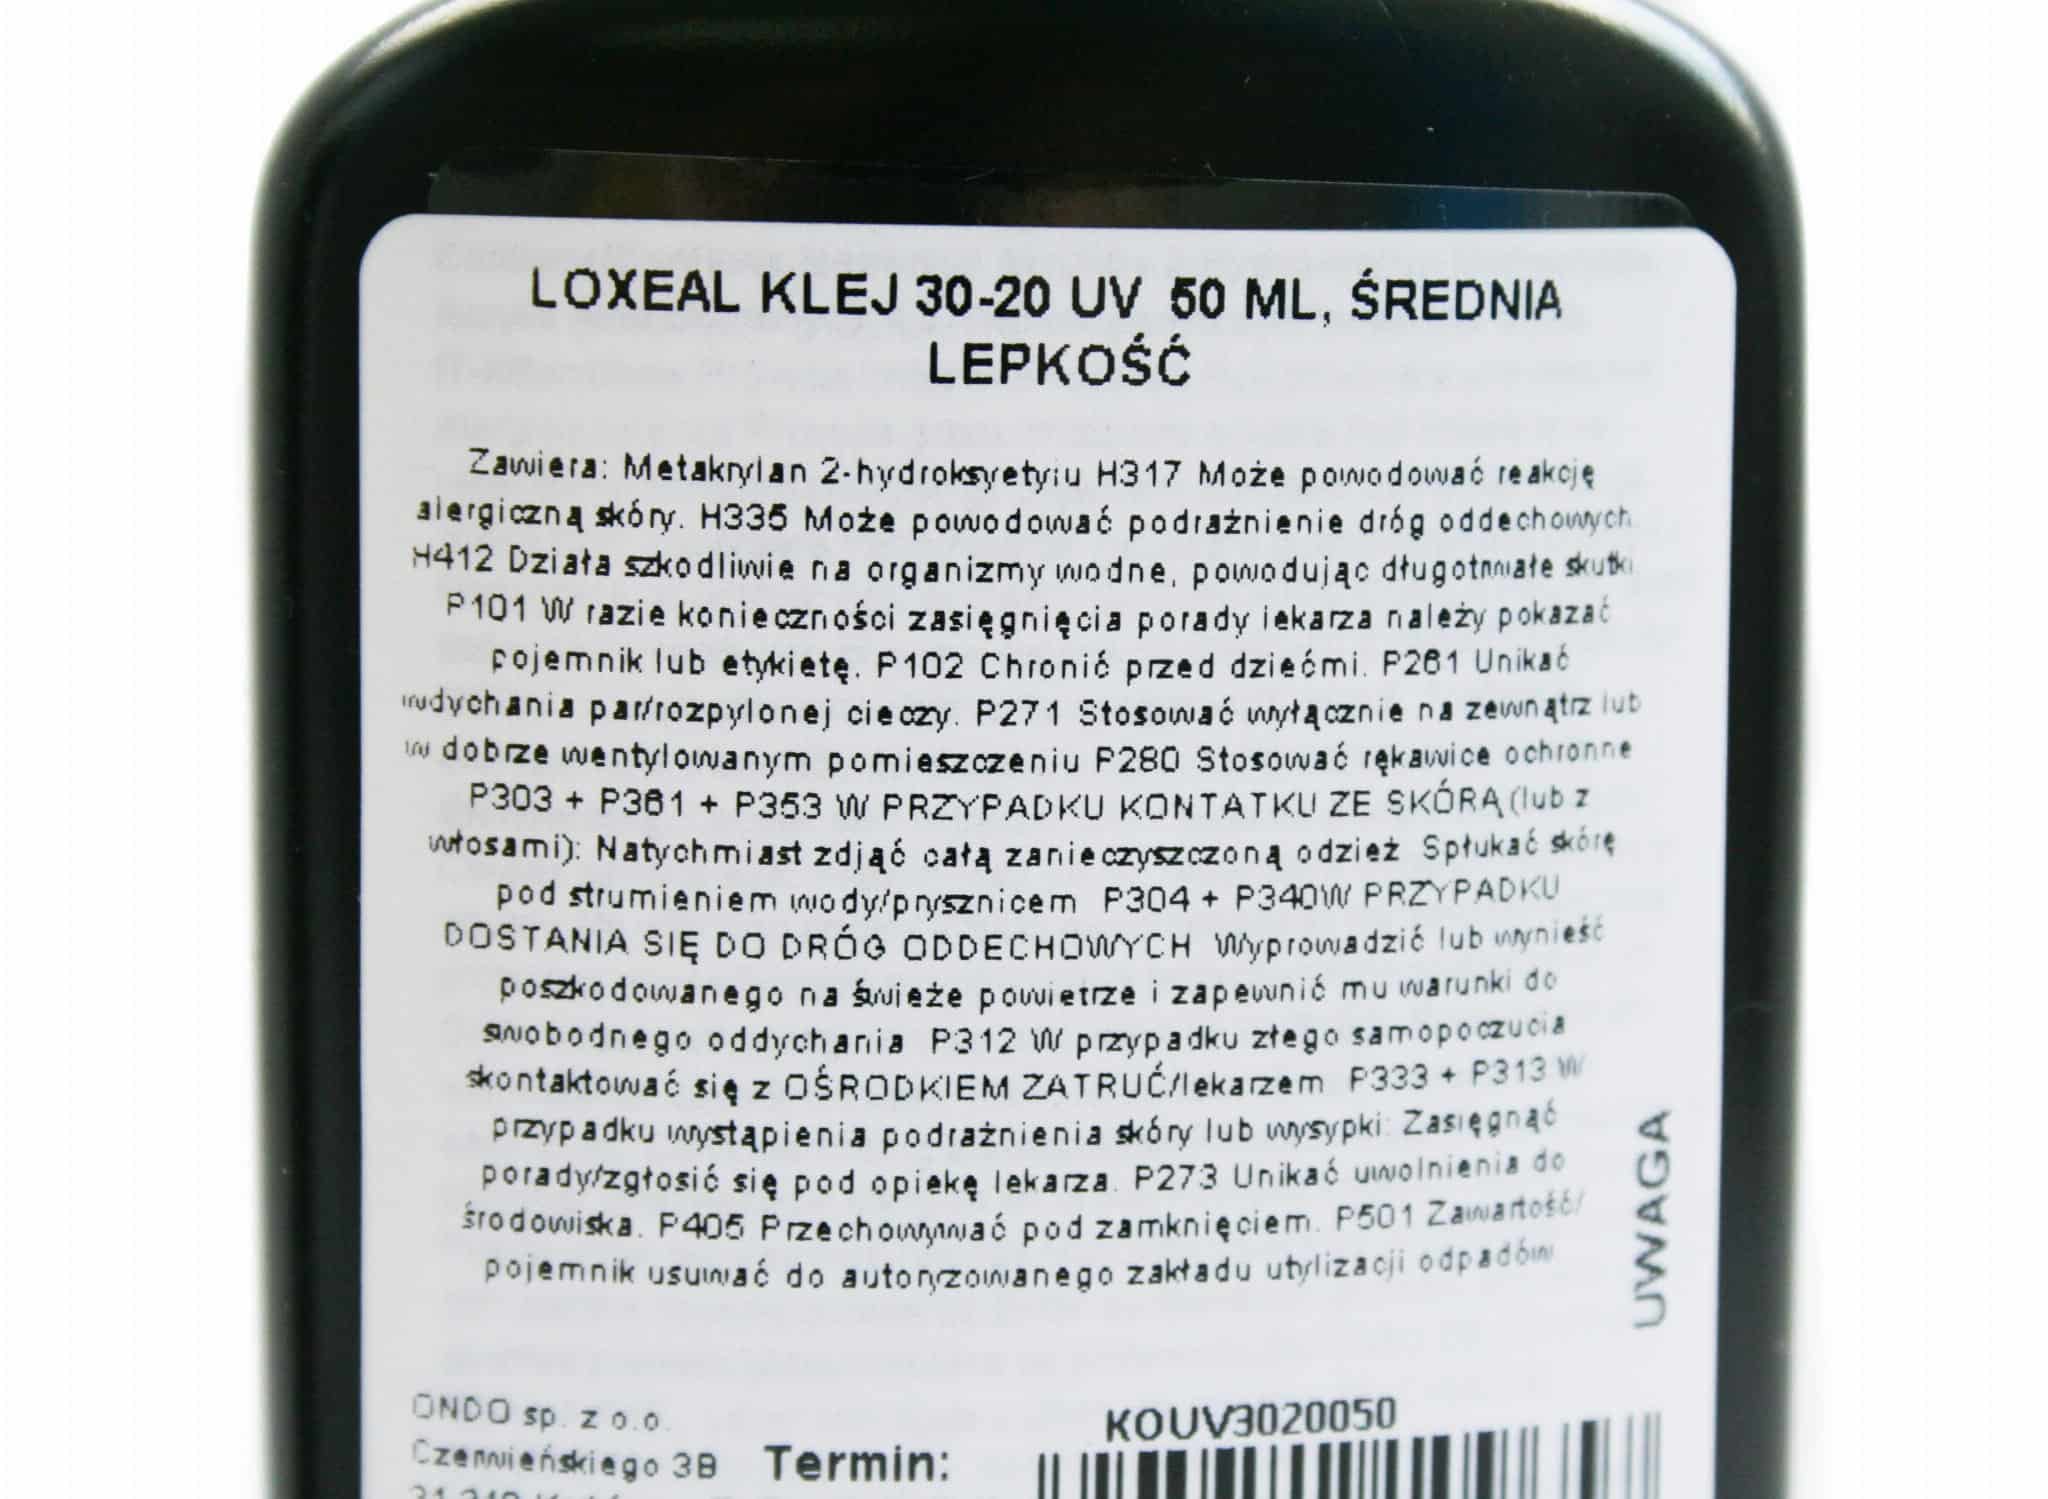 LOXEAL KLEJ 30-20 UV 50 ML, ŚREDNIA
LEPKOŚĆ
Zawiera: Metakrylan 2-hydroksyetylu H317 Może powodować reakcję
alergiczną skóry. H335 Może powodować podrażnienie dróg oddechowych
H412 Działa szkodliwie na organizmy wodne, powodując długotrwałe skutki
P101 W razie konieczności zasięgnięcia porady lekarza należy pokazać
pojemnik lub etykietę. P102 Chronić przed dziećmi. P261 Unikać
wdychania par/rozpylonej cieczy. P271 Stosować wyłącznie na zewnątrz lub
w dobrze wentylowanym pomieszczeniu P280 Stosować rękawice ochronne
P303 + P361 + P353 W PRZYPADKU KONTATKU ZE SKÓRĄ (lub z
włosami): Natychmiast zdjąć całą zanieczyszczoną odzież Spłukać skórę
pod strumieniem wody/prysznicem P304 + P340W PRZYPADKU
DOSTANIA SIĘ DO DRÓG ODDECHOWYCH Wyprowadzić lub wynieść
poszkodowanego na świeże powietrze i zapewnić mu warunki do
swobodnego oddychania P312 W przypadku złego samopoczucia
skontaktować się z OŚRODKIEM ZATRUĆ/lekarzem P333 + P313 W
przypadku wystąpienia podrażnienia skóry lub wysypki: Zasięgnąć
porady/zgłosić się pod opiekę lekarza. P273 Unikać uwolnienia do
środowiska. P405 Przechowywać pod zamknięciem. P501 Zawartość/
pojemnik usuwać do autoryzowanego zakładu utylizacji odpadów
UWAGA
ONDO sp. z o.o.
Czerwieńskiego 3B
Termin:
KOUV3020050